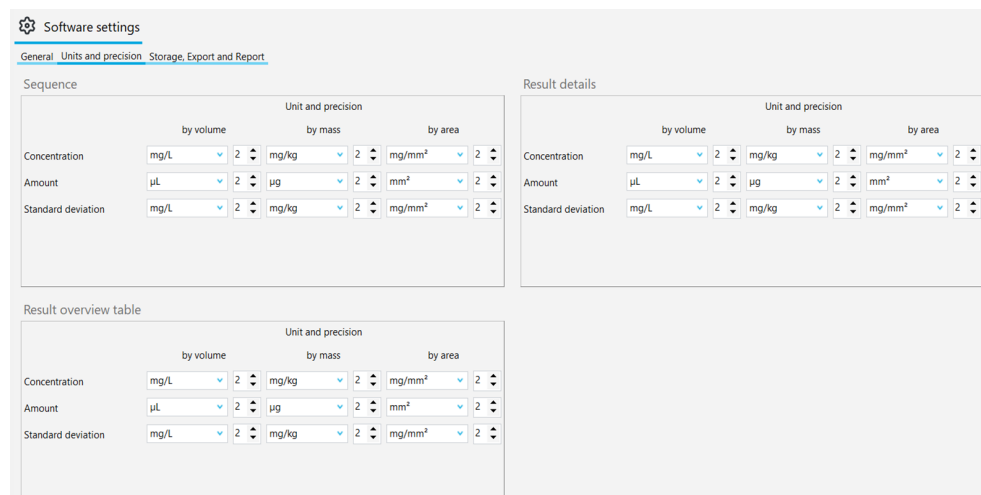 Software settings
General Units and precision Storage, Export and Report
Sequence
Unit and precision
by volume by mass by area
Concentration mg/L 2 mg/kg 2 mg/mm² 2
Amount µL 2 µg 2 mm² 2
Standard deviation mg/L 2 mg/kg 2 mg/mm² 2
Result details
Unit and precision
by volume by mass by area
Concentration mg/L 2 mg/kg 2 mg/mm² 2
Amount µL 2 µg 2 mm² 2
Standard deviation mg/L 2 mg/kg 2 mg/mm² 2
Result overview table
Unit and precision
by volume by mass by area
Concentration mg/L 2 mg/kg 2 mg/mm² 2
Amount µL 2 µg 2 mm² 2
Standard deviation mg/L 2 mg/kg 2 mg/mm² 2